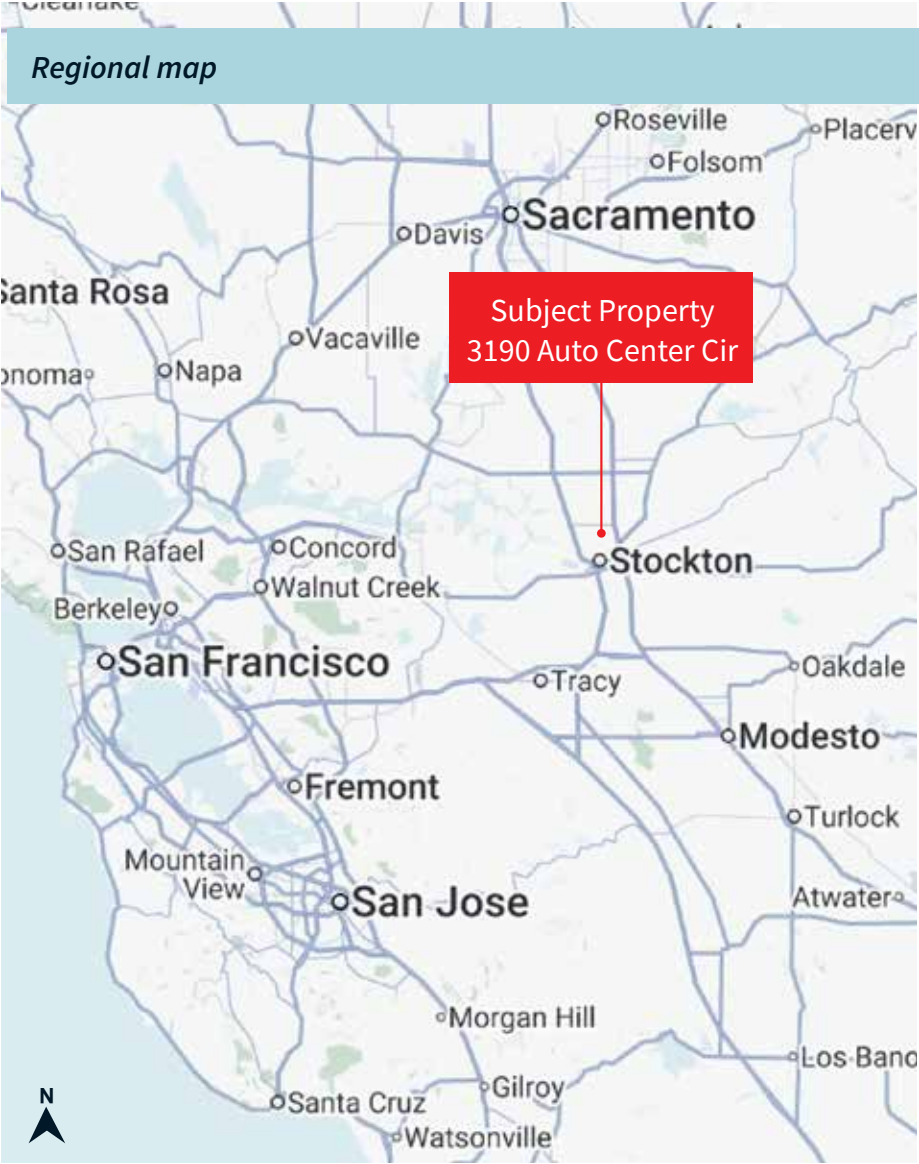 Regional map
Roseville
Placerv
Folsom
Sacramento
Davis
Santa Rosa
Subject Property
3190 Auto Center Cir
Vacaville
onoma
Napa
San Rafael
Concord
Stockton
Walnut Creek
Berkeley
San Francisco
Oakdale
Tracy
Modesto
Fremont
Turlock
Mountain
View
San Jose
Atwater
Morgan Hill
Los Bano
Gilroy
Santa Cruz
Watsonville
N